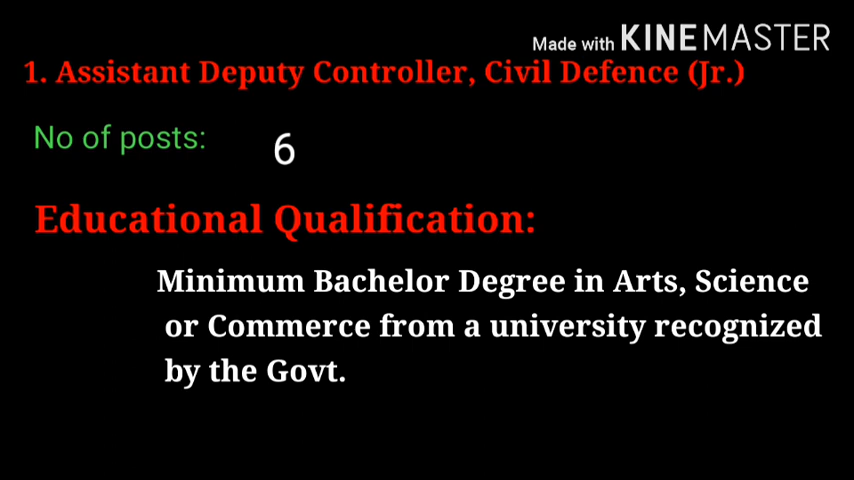 Made with KINEMASTER
1. Assistant Deputy Controller, Civil Defence (Jr.)
No of posts: 6
Educational Qualification:
Minimum Bachelor Degree in Arts, Science
or Commerce from a university recognized
by the Govt.